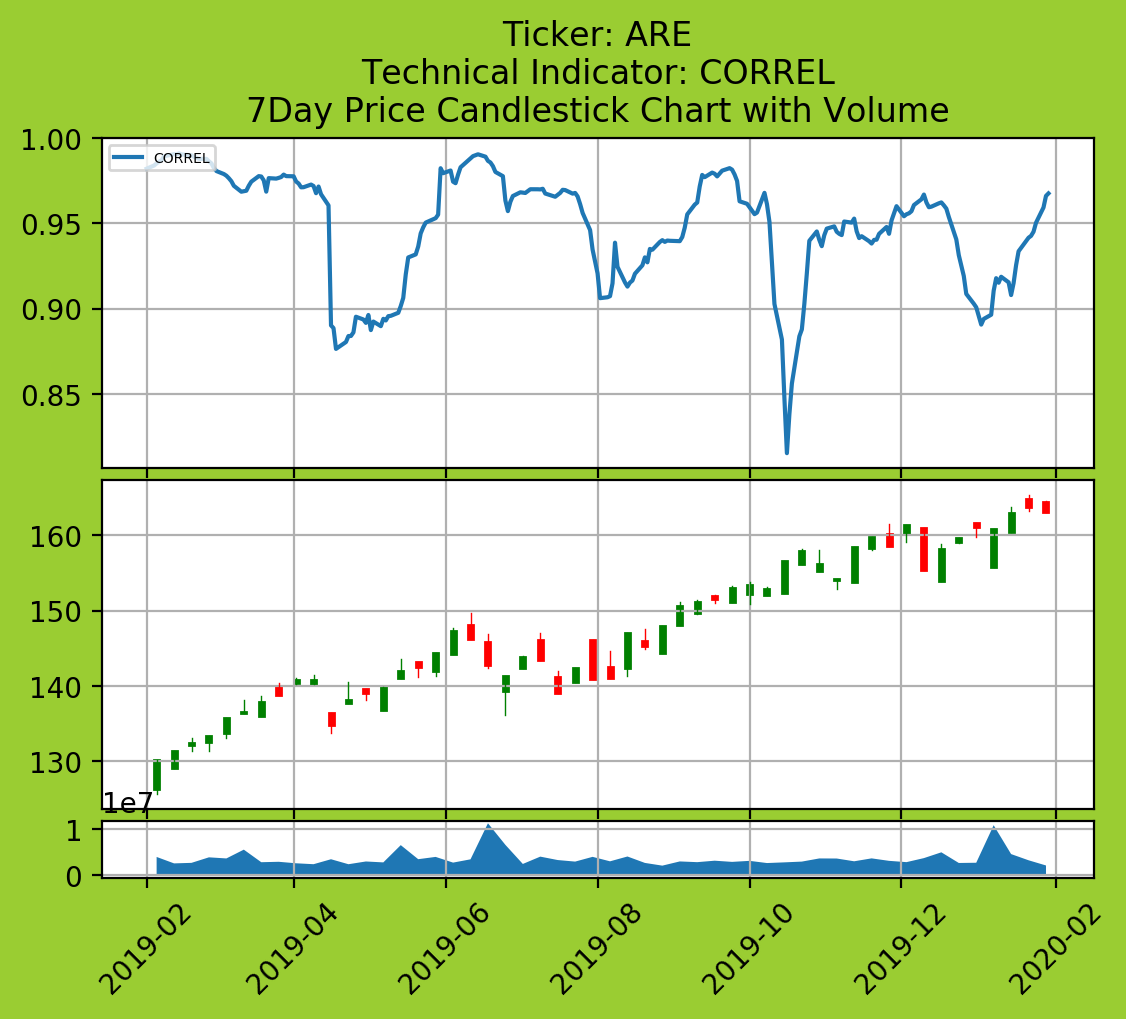 Ticker: ARE
Technical Indicator: CORREL
7Day Price Candlestick Chart with Volume
1.00
CORREL
0.95
0.90
0.85
160
150
140
130
1e7
1
0
2019-02 2019-04 2019-06 2019-08 2019-10 2019-12 2020-02